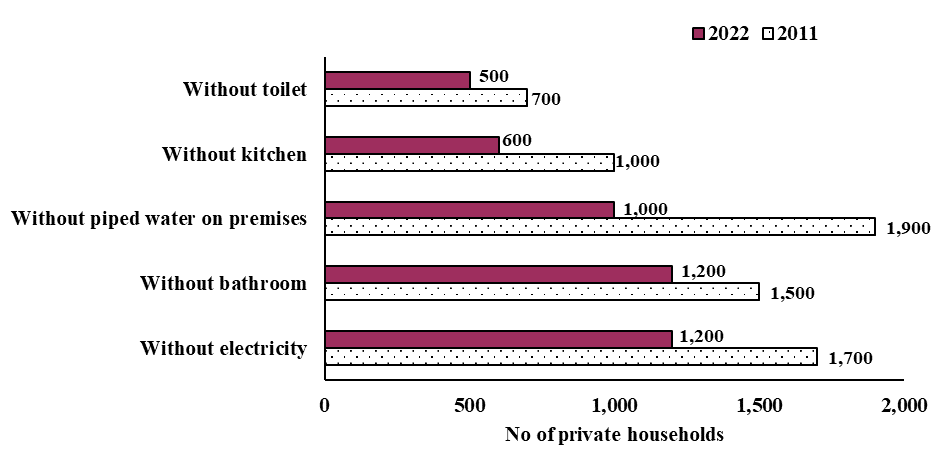 2022 2011
Without toilet
500
700
Without kitchen
600
1,000
Without piped water on premises
1,000
1,900
Without bathroom
1,200
1,500
Without electricity
1,200
1,700
0 500 1,000 1,500 2,000
No of private households